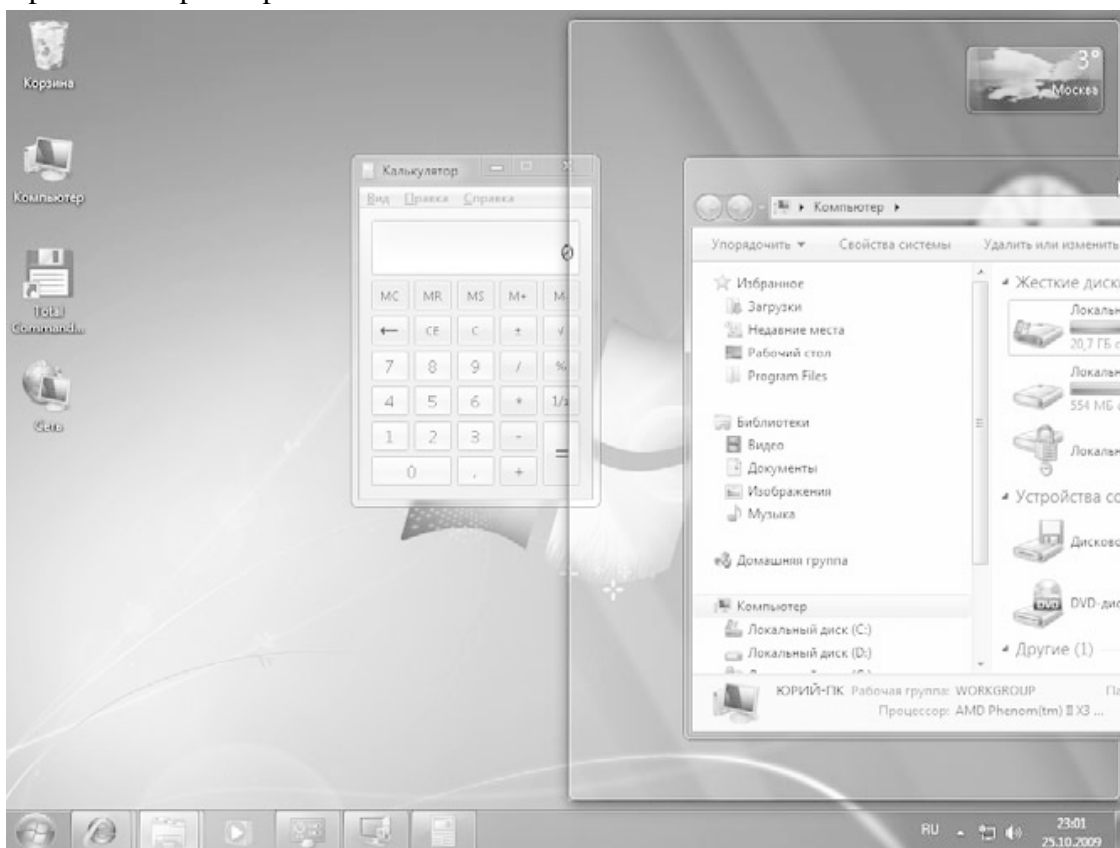 Корзина
Компьютер
Total
Command...
Сеть
3°
Москва
Калькулятор
Вид Правка Справка
0
MC MR MS M+ M-
← CE C ± √
7 8 9 / %
4 5 6 * 1/x
1 2 3 - =
0 , +
Компьютер
Упорядочить Свойства системы Удалить или изменить
Избранное
Загрузки
Недавние места
Рабочий стол
Program Files
Библиотеки
Видео
Документы
Изображения
Музыка
Домашняя группа
Компьютер
Локальный диск (C:)
Локальный диск (D:)
Жесткие диски
Локальн
20,7 ГБ с
Локальн
554 МБ
Локальн
Устройства со
Дисково
DVD-дис
Другие (1)
ЮРИЙ-ПК Рабочая группа: WORKGROUP Па
Процессор: AMD Phenom(tm) II X3 ...
RU 23:01
25.10.2009